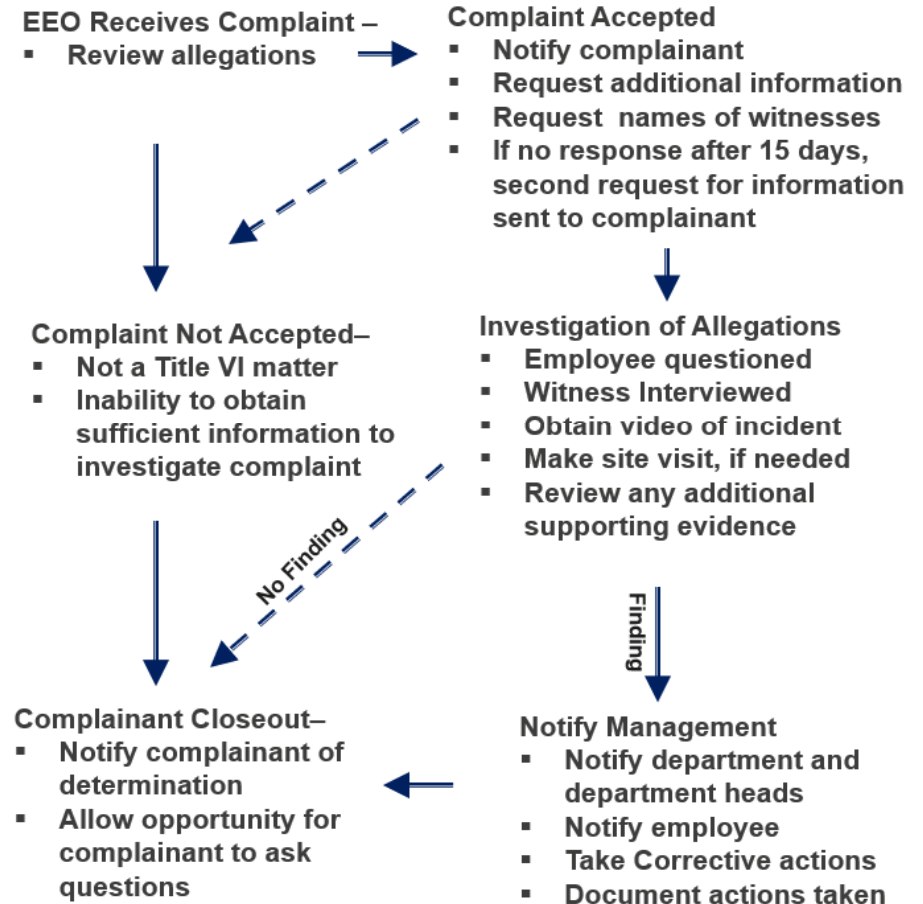 EEO Receives Complaint –
▪ Review allegations
Complaint Accepted
▪ Notify complainant
▪ Request additional information
▪ Request names of witnesses
▪ If no response after 15 days,
second request for information
sent to complainant
Complaint Not Accepted–
▪ Not a Title VI matter
▪ Inability to obtain
sufficient information to
investigate complaint
Investigation of Allegations
▪ Employee questioned
▪ Witness Interviewed
▪ Obtain video of incident
▪ Make site visit, if needed
▪ Review any additional
supporting evidence
No Finding
Finding
Complainant Closeout–
▪ Notify complainant of
determination
▪ Allow opportunity for
complainant to ask
questions
Notify Management
▪ Notify department and
department heads
▪ Notify employee
▪ Take Corrective actions
▪ Document actions taken